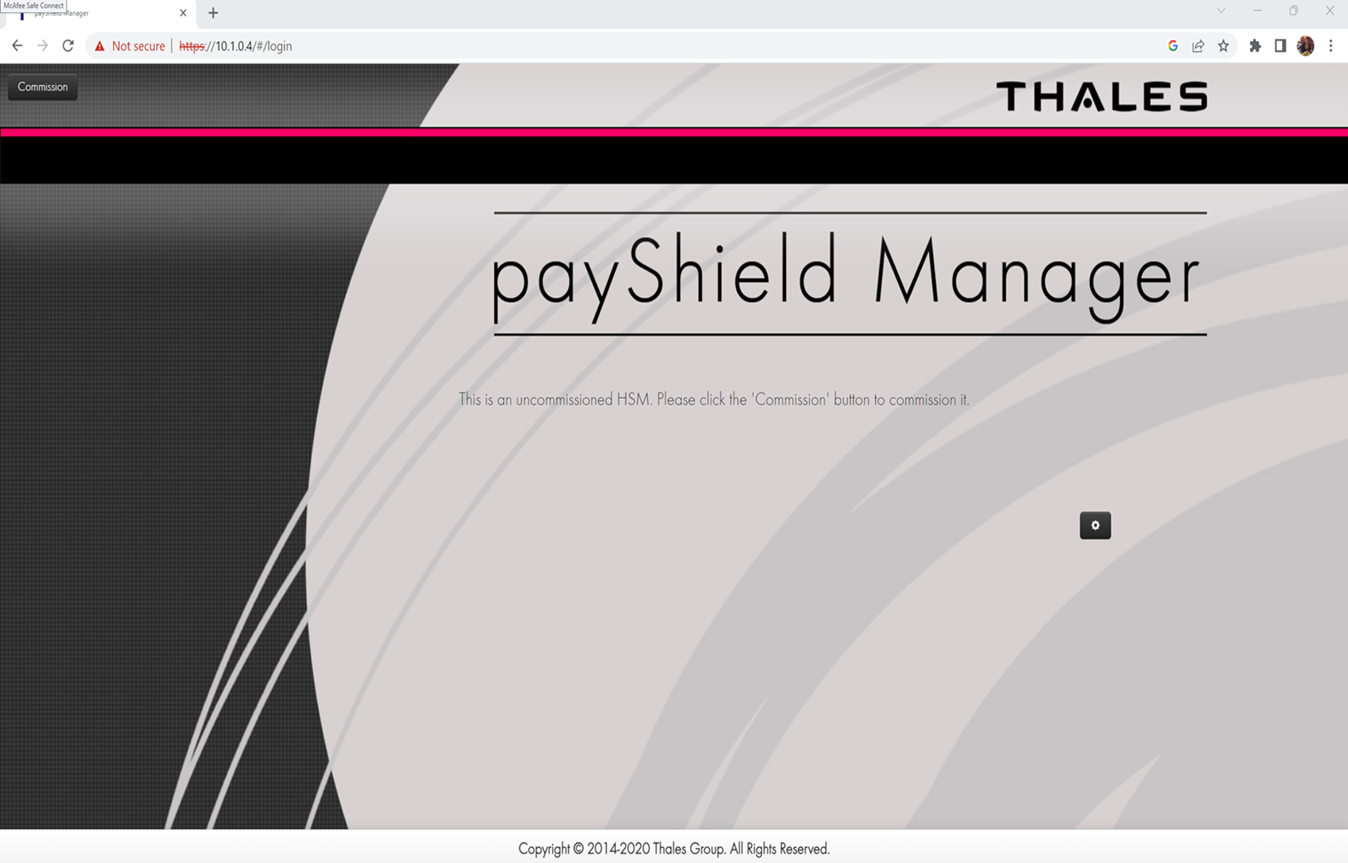 McAfee Safe Connect
payShield Manager
Not secure
https://10.1.0.4/#/login
Commission
THALES
payShield Manager
This is an uncommissioned HSM. Please click the 'Commission' button to commission it.
Copyright © 2014-2020 Thales Group. All Rights Reserved.